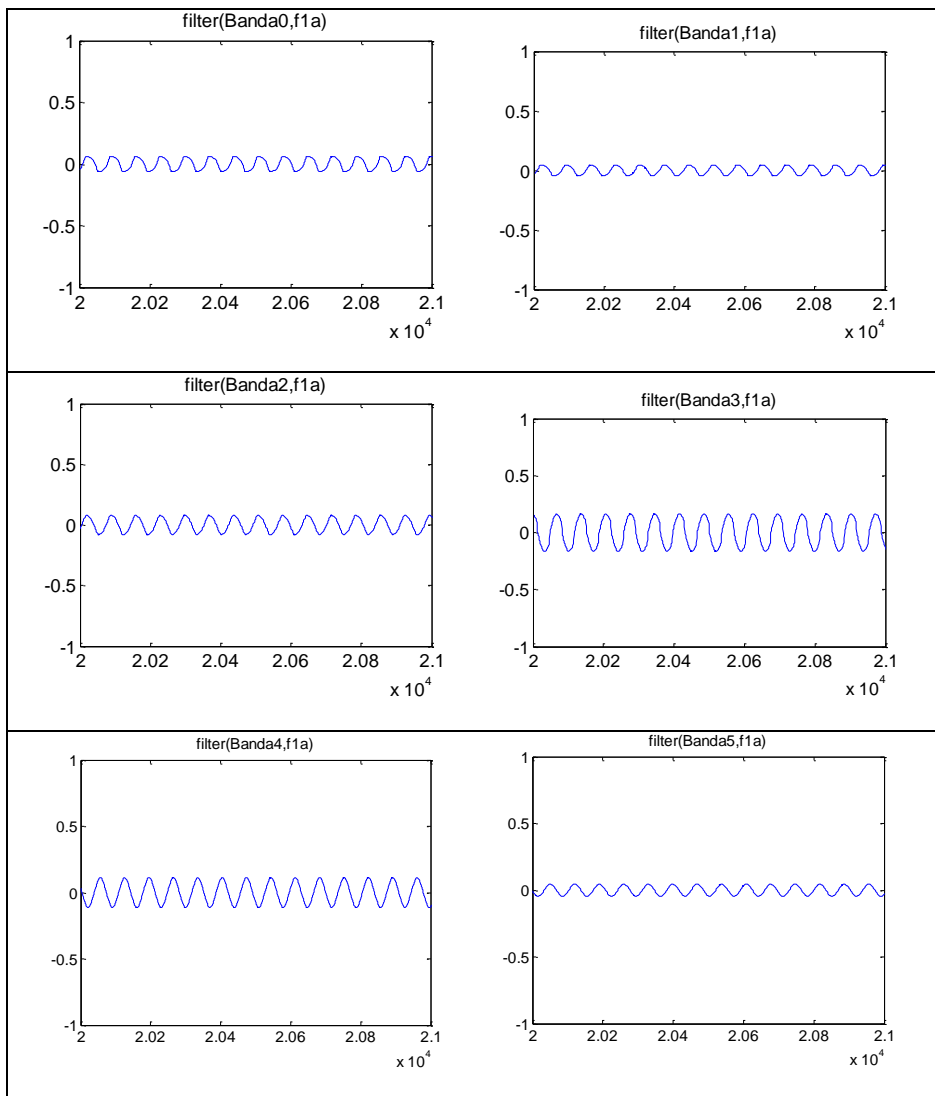 filter(Banda0,f1a)
1
0.5
0
-0.5
-1
2 2.02 2.04 2.06 2.08 2.1
x 10^4
filter(Banda1,f1a)
1
0.5
0
-0.5
-1
2 2.02 2.04 2.06 2.08 2.1
x 10^4
filter(Banda2,f1a)
1
0.5
0
-0.5
-1
2 2.02 2.04 2.06 2.08 2.1
x 10^4
filter(Banda3,f1a)
1
0.5
0
-0.5
-1
2 2.02 2.04 2.06 2.08 2.1
x 10^4
filter(Banda4,f1a)
1
0.5
0
-0.5
-1
2 2.02 2.04 2.06 2.08 2.1
x 10^4
filter(Banda5,f1a)
1
0.5
0
-0.5
-1
2 2.02 2.04 2.06 2.08 2.1
x 10^4